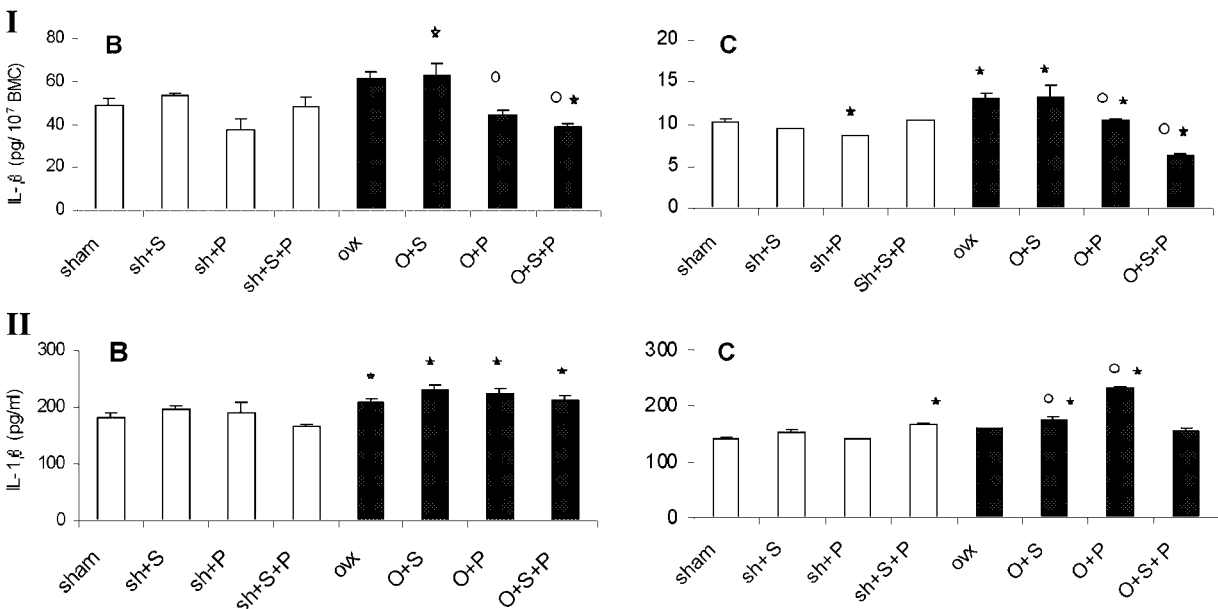 I
B
C
IL-1β (pg/ 10⁷ BMC)
80
60
40
20
0
sham
sh+S
sh+P
sh+S+P
ovx
O+S
O+P
O+S+P
20
15
10
5
0
sham
sh+S
sh+P
Sh+S+P
ovx
O+S
O+P
O+S+P
II
B
C
IL-1β (pg/ml)
300
200
100
0
sham
sh+S
sh+P
sh+S+P
ovx
O+S
O+P
O+S+P
300
200
100
0
sham
sh+S
sh+P
sh+S+P
ovx
O+S
O+P
O+S+P